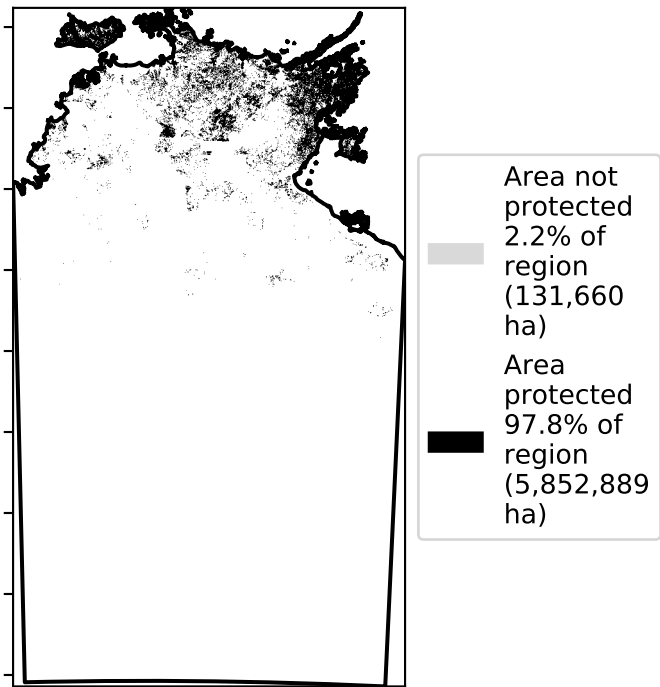 Area not
protected
2.2% of
region
(131,660
ha)
Area
protected
97.8% of
region
(5,852,889
ha)